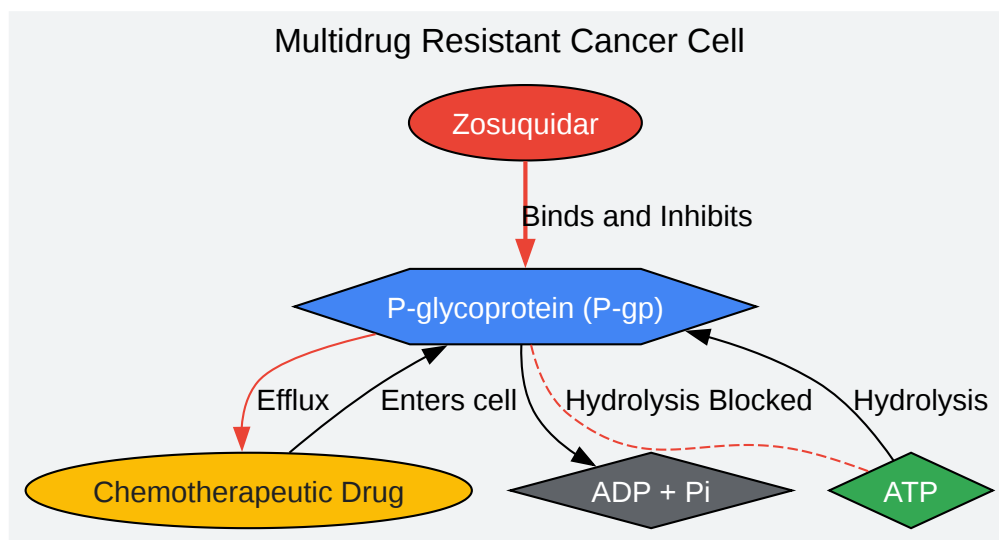 Multidrug Resistant Cancer Cell
Zosuquidar
Binds and Inhibits
P-glycoprotein (P-gp)
Efflux
Enters cell
Hydrolysis Blocked
Hydrolysis
Chemotherapeutic Drug
ADP + Pi
ATP